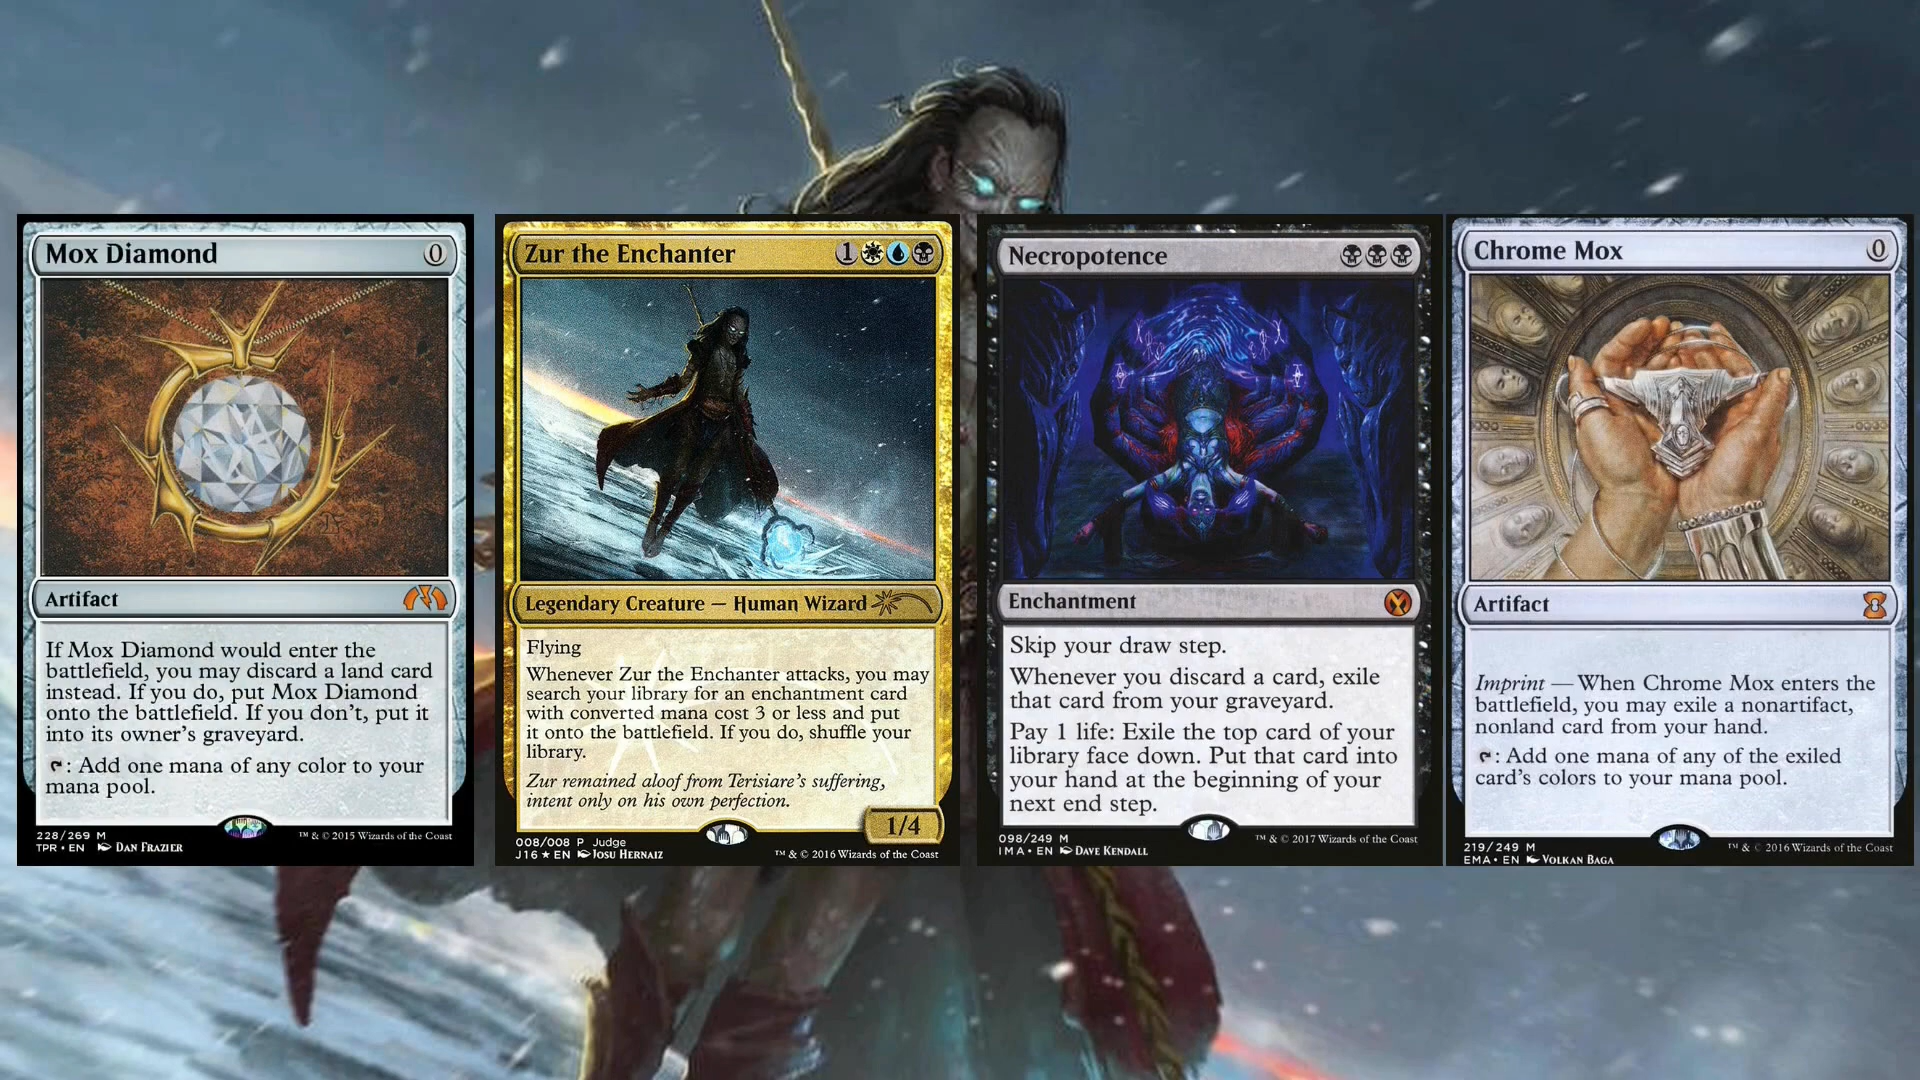 Mox Diamond 0
Artifact
If Mox Diamond would enter the
battlefield, you may discard a land card
instead. If you do, put Mox Diamond
onto the battlefield. If you don't, put it
into its owner's graveyard.
: Add one mana of any color to your
mana pool.
228/269 M
TPR • EN DAN FRAZIER
™ & © 2015 Wizards of the Coast
Zur the Enchanter 1
Legendary Creature — Human Wizard
Flying
Whenever Zur the Enchanter attacks, you may
search your library for an enchantment card
with converted mana cost 3 or less and put
it onto the battlefield. If you do, shuffle your
library.
Zur remained aloof from Terisiare's suffering,
intent only on his own perfection.
1/4
008/008 P Judge
J16 ★ EN JOSU HERNAIZ
™ & © 2016 Wizards of the Coast
Necropotence
Enchantment
Skip your draw step.
Whenever you discard a card, exile
that card from your graveyard.
Pay 1 life: Exile the top card of your
library face down. Put that card into
your hand at the beginning of your
next end step.
098/249 M
IMA • EN DAVE KENDALL
™ & © 2017 Wizards of the Coast
Chrome Mox 0
Artifact
Imprint — When Chrome Mox enters the
battlefield, you may exile a nonartifact,
nonland card from your hand.
: Add one mana of any of the exiled
card's colors to your mana pool.
219/249 M
EMA • EN VOLKAN BAGA
™ & © 2016 Wizards of the Coast